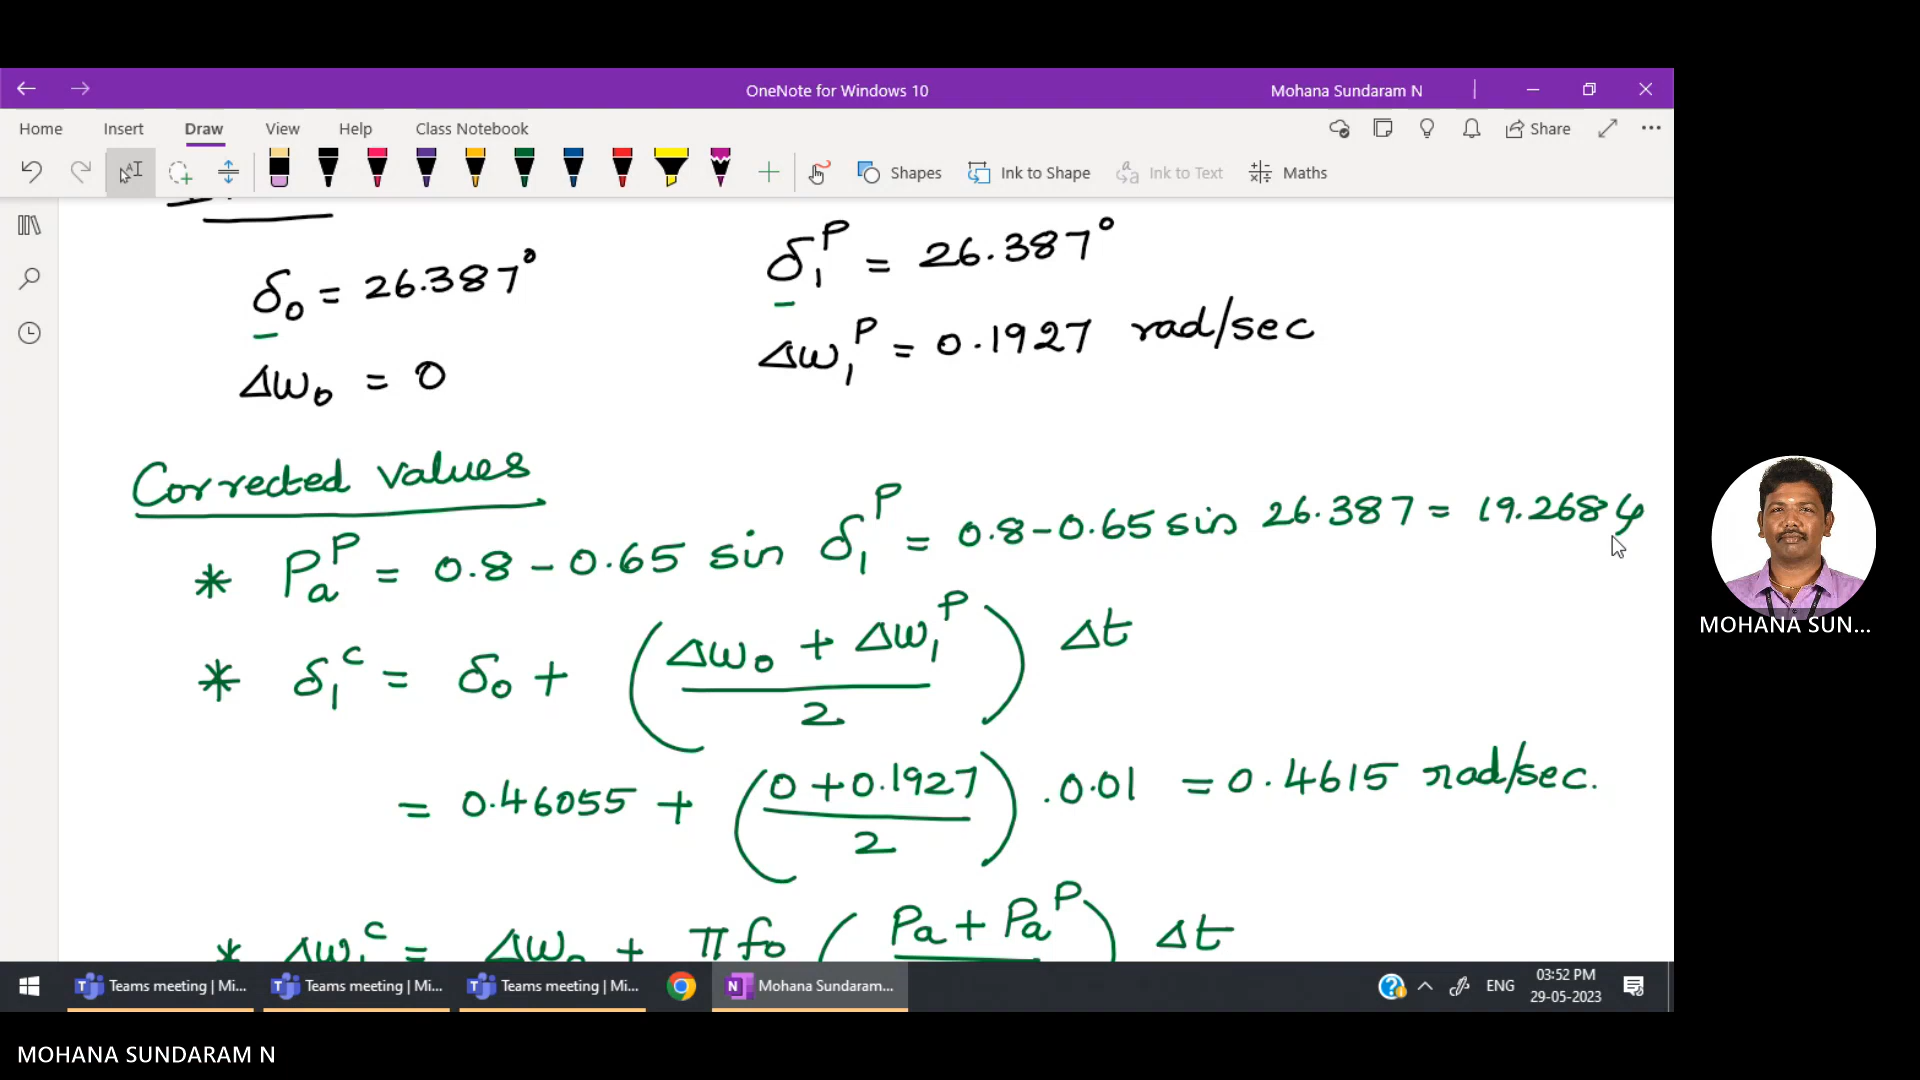 OneNote for Windows 10
Mohana Sundaram N
Home Insert Draw View Help Class Notebook
Share
Shapes Ink to Shape Ink to Text Maths
δ₀ = 26.387°
δ₁ᴾ = 26.387°
Δω₀ = 0
Δω₁ᴾ = 0.1927 rad/sec
Corrected values
* Pₐᴾ = 0.8 - 0.65 sin δ₁ᴾ = 0.8 - 0.65 sin 26.387 = 19.2684
* δ₁ᶜ = δ₀ + ((Δω₀ + Δω₁ᴾ)/2) Δt
= 0.46055 + ((0 + 0.1927)/2) . 0.01 = 0.4615 rad/sec.
* Δω₁ᶜ = Δω₀ + πf₀ (Pₐ + Pₐᴾ) Δt
MOHANA SUN...
Teams meeting | Mi... Teams meeting | Mi... Teams meeting | Mi... Mohana Sundaram...
ENG
03:52 PM
29-05-2023
MOHANA SUNDARAM N